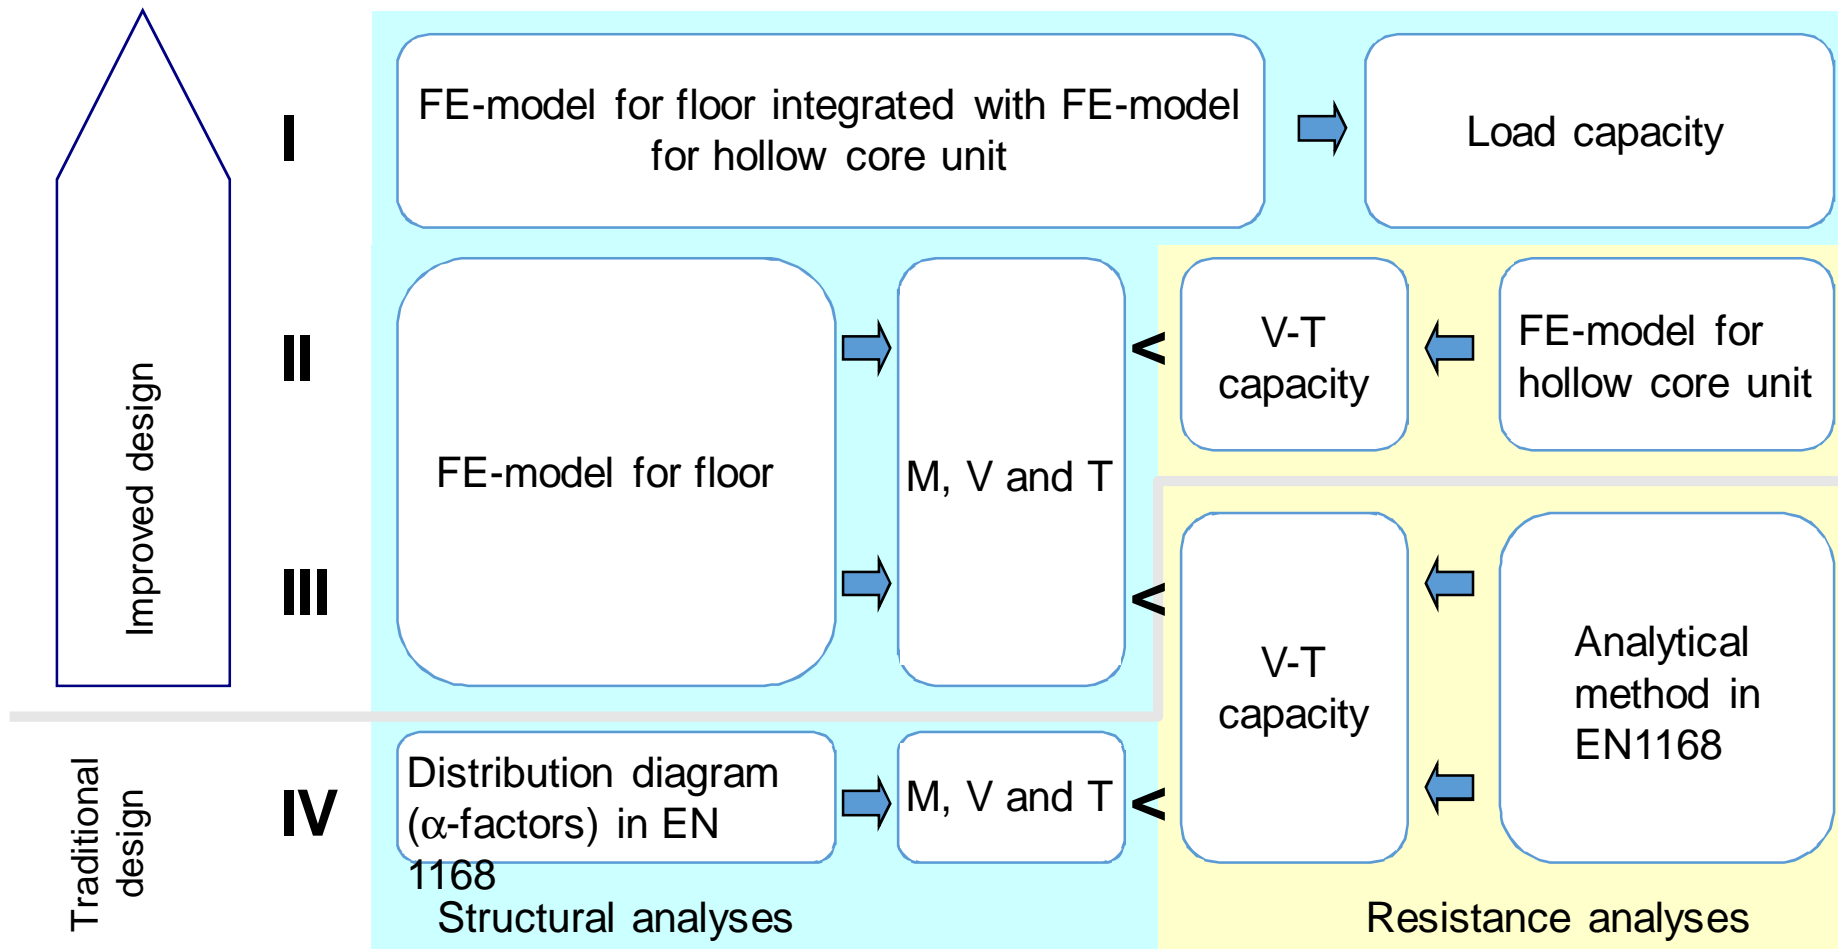 I
FE-model for floor integrated with FE-model
for hollow core unit
Load capacity
Improved design
II
FE-model for floor
M, V and T
<
V-T
capacity
FE-model for
hollow core unit
III
<
V-T
capacity
Analytical
method in
EN1168
Traditional
design
IV
Distribution diagram
(α-factors) in EN
1168
M, V and T
<
Structural analyses
Resistance analyses